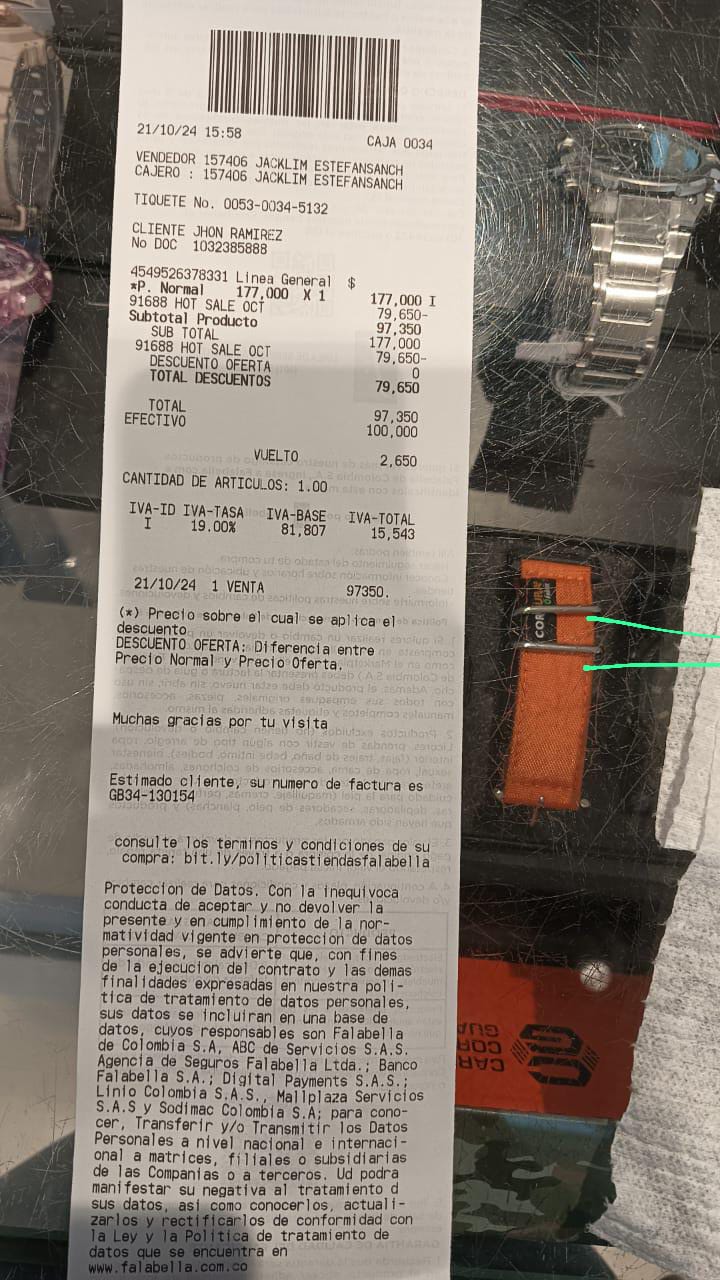 21/10/24 15:58 CAJA 0034
VENDEDOR 157406 JACKLIM ESTEFANSANCH
CAJERO : 157406 JACKLIM ESTEFANSANCH
TIQUETE No. 0053-0034-5132
CLIENTE JHON RAMIREZ
No DOC 1032385888
4549526378331 Linea General $
*P. Normal 177,000 X 1 177,000 I
91688 HOT SALE OCT 79,650-
Subtotal Producto 97,350
SUB TOTAL 177,000
91688 HOT SALE OCT 79,650-
DESCUENTO OFERTA 0
TOTAL DESCUENTOS 79,650
TOTAL 97,350
EFECTIVO 100,000
VUELTO 2,650
CANTIDAD DE ARTICULOS: 1.00
IVA-ID IVA-TASA IVA-BASE IVA-TOTAL
I 19.00% 81,807 15,543
21/10/24 1 VENTA 97350.
(*) Precio sobre el cual se aplica el
descuento
DESCUENTO OFERTA: Diferencia entre
Precio Normal y Precio Oferta.
Muchas gracias por tu visita
Estimado cliente, su numero de factura es
GB34-130154
consulte los terminos y condiciones de su
compra: bit.ly/politicastiendasfalabella
Proteccion de Datos. Con la inequivoca
conducta de aceptar y no devolver la
presente y en cumplimiento de la nor-
matividad vigente en protección de datos
personales, se advierte que, con fines
de la ejecucion del contrato y las demas
finalidades expresadas en nuestra poli-
tica de tratamiento de datos personales,
sus datos se incluiran en una base de
datos, cuyos responsables son Falabella
de Colombia S.A, ABC de Servicios S.A.S.
Agencia de Seguros Falabella Ltda.; Banco
Falabella S.A.; Digital Payments S.A.S.;
Linio Colombia S.A.S., Mallplaza Servicios
S.A.S y Sodimac Colombia S.A; para cono-
cer, Transferir y/o Transmitir los Datos
Personales a nivel nacional e internaci-
onal a matrices, filiales o subsidiarias
de las Companias o a terceros. Ud podra
manifestar su negativa al tratamiento d
sus datos, asi como conocerlos, actuali-
zarlos y rectificarlos de conformidad con
la Ley y la Politica de tratamiento de
datos que se encuentra en
www.falabella.com.co